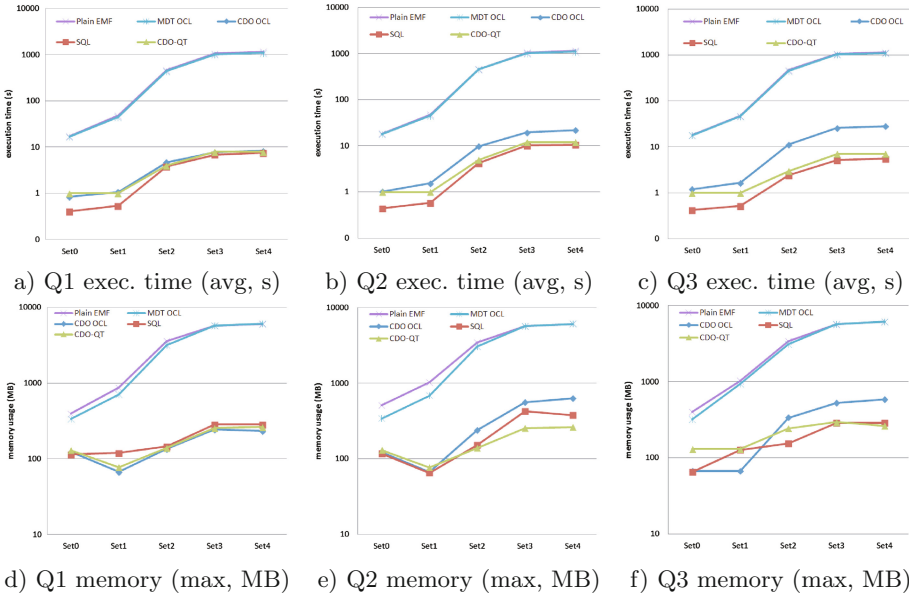 10000
Plain EMF MDT OCL CDO OCL
SQL CDO-QT
1000
100
10
1
0
execution time (s)
Set0 Set1 Set2 Set3 Set4
a) Q1 exec. time (avg, s)
10000
Plain EMF MDT OCL CDO OCL
SQL CDO-QT
1000
100
10
1
0
execution time (s)
Set0 Set1 Set2 Set3 Set4
b) Q2 exec. time (avg, s)
10000
Plain EMF MDT OCL CDO OCL
SQL CDO-QT
1000
100
10
1
0
execution time (s)
Set0 Set1 Set2 Set3 Set4
c) Q3 exec. time (avg, s)
10000
Plain EMF MDT OCL
CDO OCL SQL
CDO-QT
1000
100
10
memory usage (MB)
Set0 Set1 Set2 Set3 Set4
d) Q1 memory (max, MB)
10000
Plain EMF MDT OCL
CDO OCL SQL
CDO-QT
1000
100
10
memory usage (MB)
Set0 Set1 Set2 Set3 Set4
e) Q2 memory (max, MB)
10000
Plain EMF MDT OCL
CDO OCL SQL
CDO-QT
1000
100
10
memory usage (MB)
Set0 Set1 Set2 Set3 Set4
f) Q3 memory (max, MB)